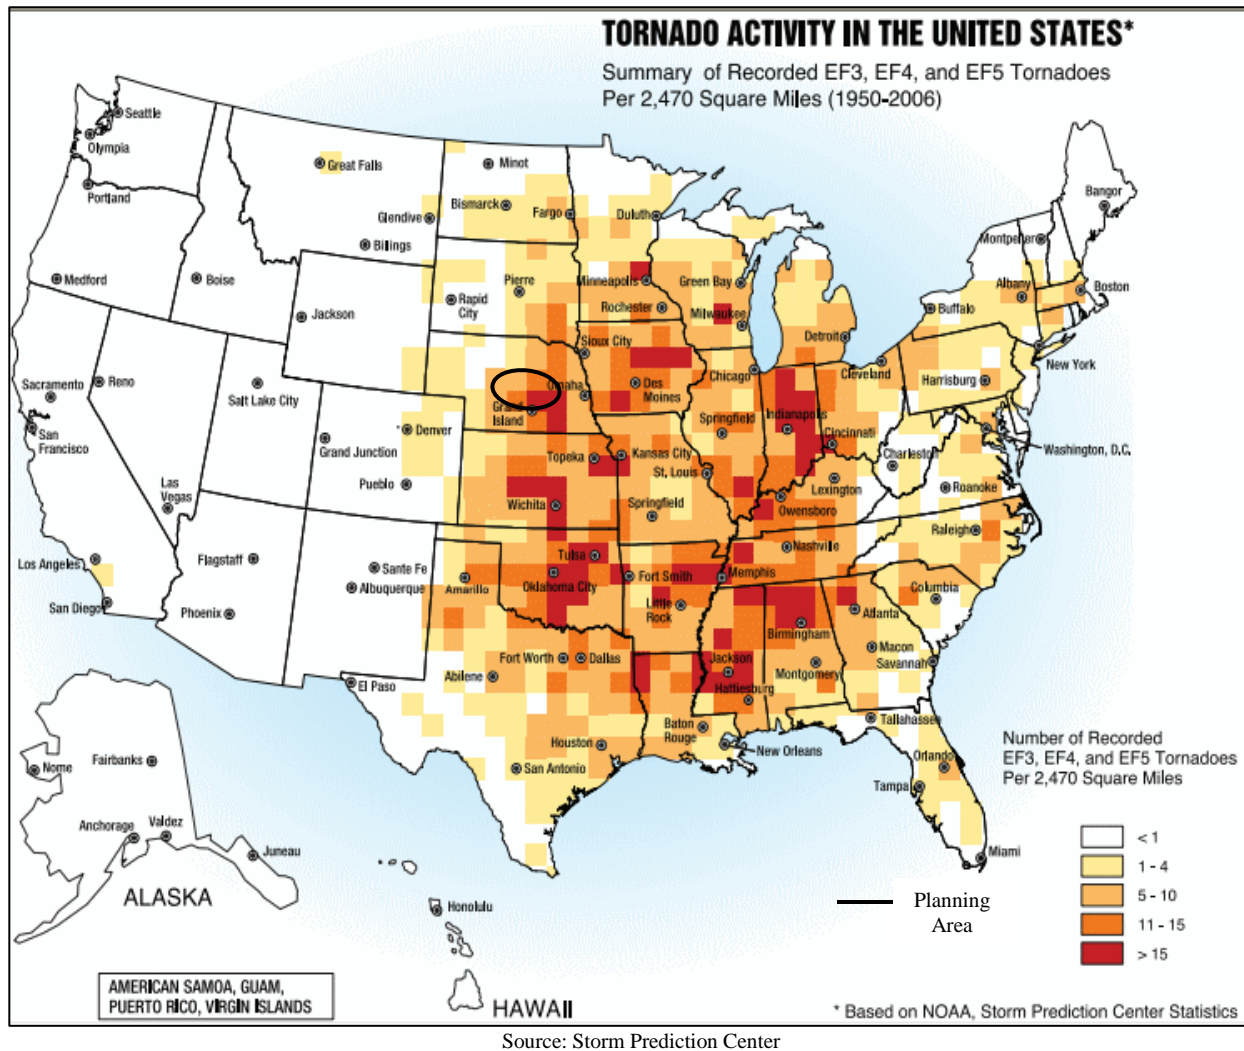 TORNADO ACTIVITY IN THE UNITED STATES*
Summary of Recorded EF3, EF4, and EF5 Tornadoes
Per 2,470 Square Miles (1950-2006)
Seattle
Olympia
Portland
Great Falls
Minot
Bismarck
Fargo
Duluth
Glendive
Billings
Bangor
Montpelier
Medford
Boise
Jackson
Pierre
Rapid
City
Minneapolis
Rochester
Green Bay
Milwaukee
Albany
Boston
Buffalo
Detroit
Sioux City
New York
Cleveland
Chicago
Harrisburg
Sacramento
Reno
Salt Lake City
Omaha
Des
Moines
Grand
Island
San
Francisco
Denver
Grand Junction
Springfield
Indianapolis
Cincinnati
Washington, D.C.
Topeka
Kansas City
St. Louis
Charleston
Pueblo
Las
Vegas
Wichita
Springfield
Lexington
Owensboro
Roanoke
Raleigh
Los Angeles
Flagstaff
Sante Fe
Albuquerque
Amarillo
Tulsa
Oklahoma City
Fort Smith
Memphis
Nashville
San Diego
Phoenix
Little
Rock
Columbia
Atlanta
Birmingham
Macon
Savannah
El Paso
Abilene
Fort Worth
Dallas
Jackson
Hattiesburg
Montgomery
Tallahassee
Baton
Rouge
New Orleans
Houston
San Antonio
Orlando
Tampa
Miami
Nome
Fairbanks
Anchorage
Valdez
Juneau
ALASKA
Honolulu
HAWAII
Number of Recorded
EF3, EF4, and EF5 Tornadoes
Per 2,470 Square Miles
< 1
1 - 4
5 - 10
11 - 15
> 15
Planning
Area
AMERICAN SAMOA, GUAM,
PUERTO RICO, VIRGIN ISLANDS
* Based on NOAA, Storm Prediction Center Statistics
Source: Storm Prediction Center